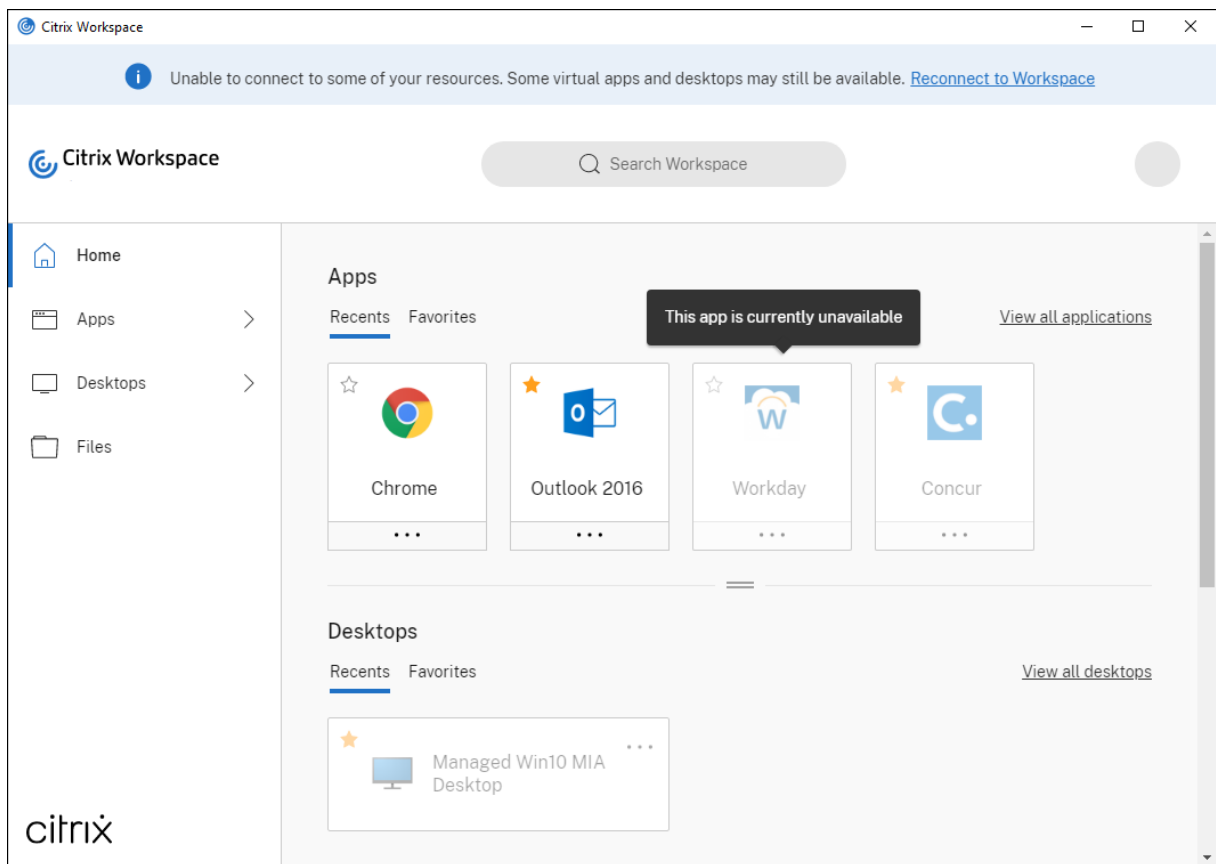 Citrix Workspace
Unable to connect to some of your resources. Some virtual apps and desktops may still be available. Reconnect to Workspace
Citrix Workspace
Search Workspace
Home
Apps
Desktops
Files
Apps
Recents Favorites
This app is currently unavailable
View all applications
Chrome
Outlook 2016
Workday
Concur
Desktops
Recents Favorites
View all desktops
Managed Win10 MIA
Desktop
citrix